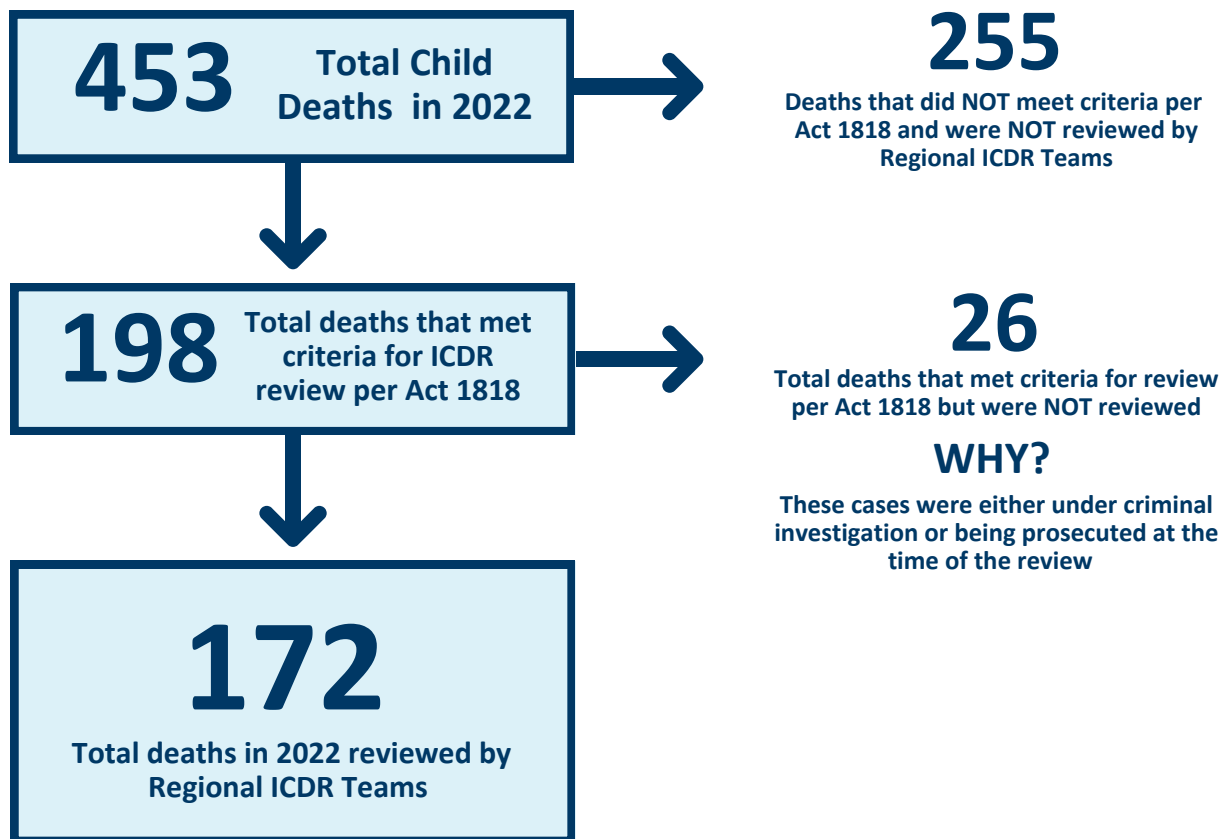 453
Total Child
Deaths in 2022
255
Deaths that did NOT meet criteria per
Act 1818 and were NOT reviewed by
Regional ICDR Teams
198
Total deaths that met
criteria for ICDR
review per Act 1818
26
Total deaths that met criteria for review
per Act 1818 but were NOT reviewed
WHY?
These cases were either under criminal
investigation or being prosecuted at the
time of the review
172
Total deaths in 2022 reviewed by
Regional ICDR Teams